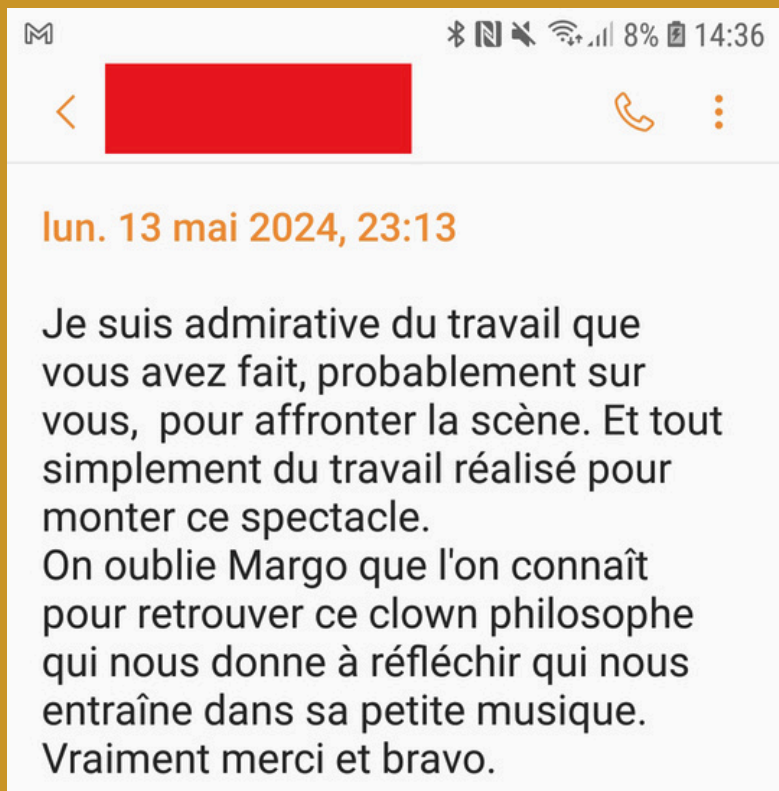 8% 14:36
lun. 13 mai 2024, 23:13
Je suis admirative du travail que
vous avez fait, probablement sur
vous,  pour affronter la scène. Et tout
simplement du travail réalisé pour
monter ce spectacle.
On oublie Margo que l'on connaît
pour retrouver ce clown philosophe
qui nous donne à réfléchir qui nous
entraîne dans sa petite musique.
Vraiment merci et bravo.